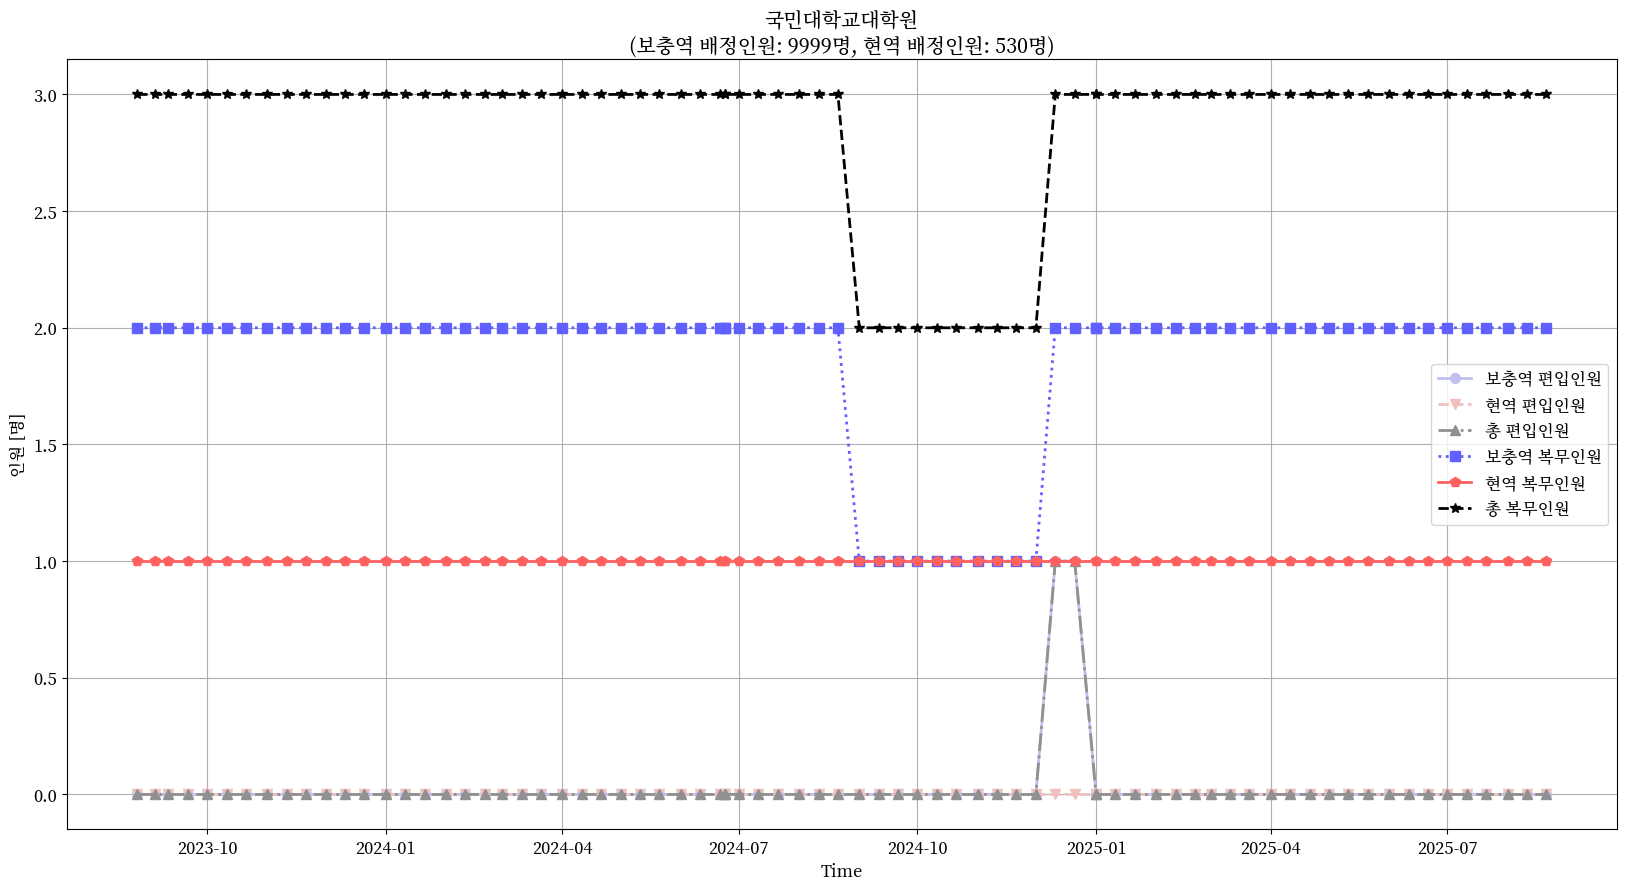 국민대학교대학원
(보충역 배정인원: 9999명, 현역 배정인원: 530명)
3.0
2.5
2.0
1.5
1.0
0.5
0.0
인원 [명]
보충역 편입인원
현역 편입인원
총 편입인원
보충역 복무인원
현역 복무인원
총 복무인원
2023-10
2024-01
2024-04
2024-07
2024-10
2025-01
2025-04
2025-07
Time